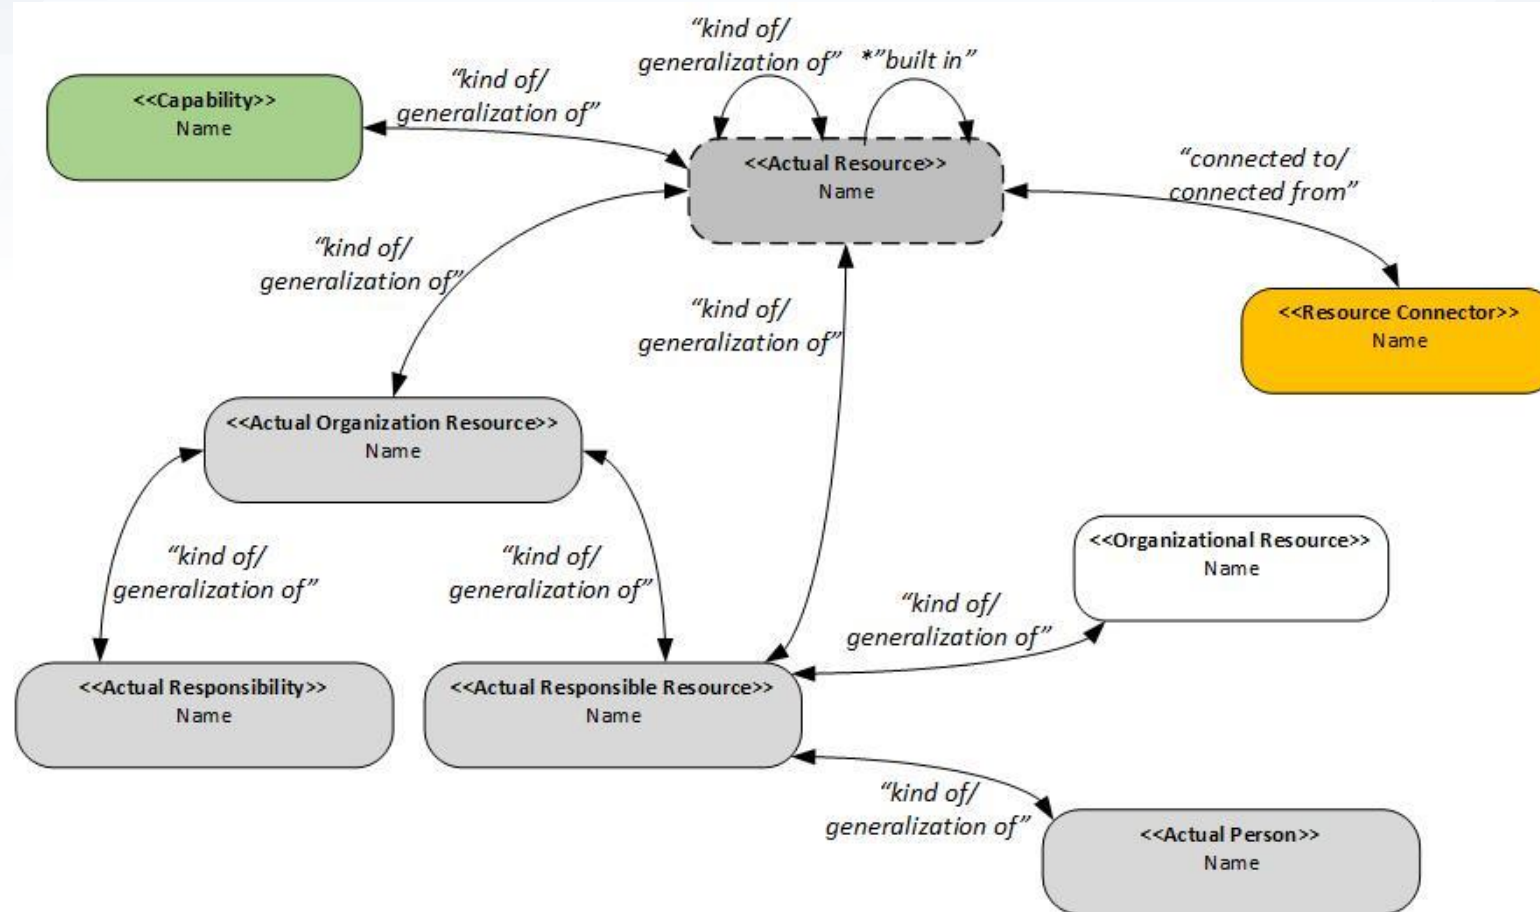 “kind of/
generalization of”
*”built in”
“kind of/
generalization of”
<<Capability>>
Name
<<Actual Resource>>
Name
“connected to/
connected from”
“kind of/
generalization of”
“kind of/
generalization of”
<<Resource Connector>>
Name
<<Actual Organization Resource>>
Name
“kind of/
generalization of”
“kind of/
generalization of”
<<Organizational Resource>>
Name
“kind of/
generalization of”
<<Actual Responsibility>>
Name
<<Actual Responsible Resource>>
Name
“kind of/
generalization of”
<<Actual Person>>
Name